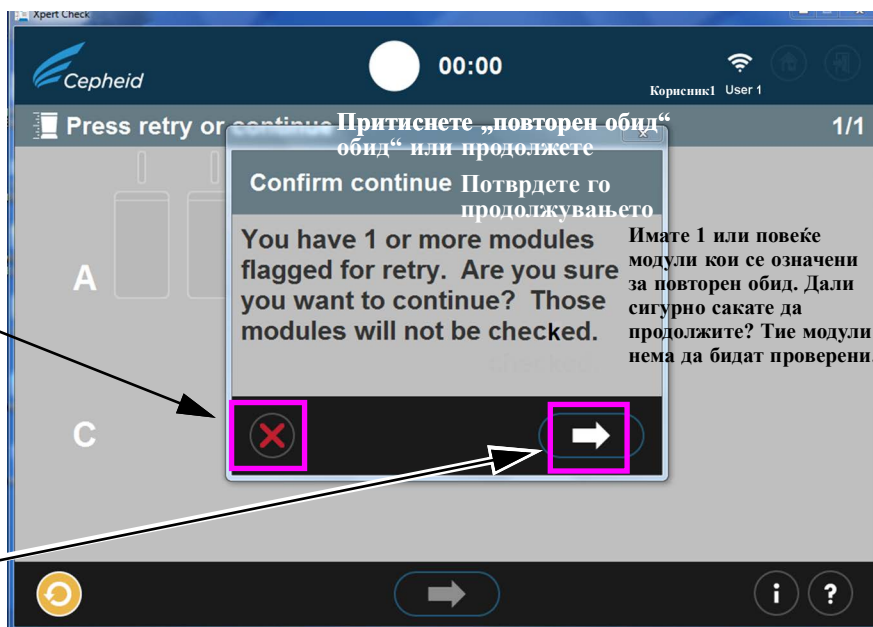 Xpert Check
Cepheid
00:00
Корисник1 User 1
Press retry or continue
Притиснете „повторен обид“
обид“ или продолжете
1/1
Confirm continue
Потврдете го
продолжувањето
You have 1 or more modules
flagged for retry. Are you sure
you want to continue? Those
modules will not be checked.
Имате 1 или повеќе
модули кои се означени
за повторен обид. Дали
сигурно сакате да
продолжите? Тие модули
нема да бидат проверени.
A
C
i ?